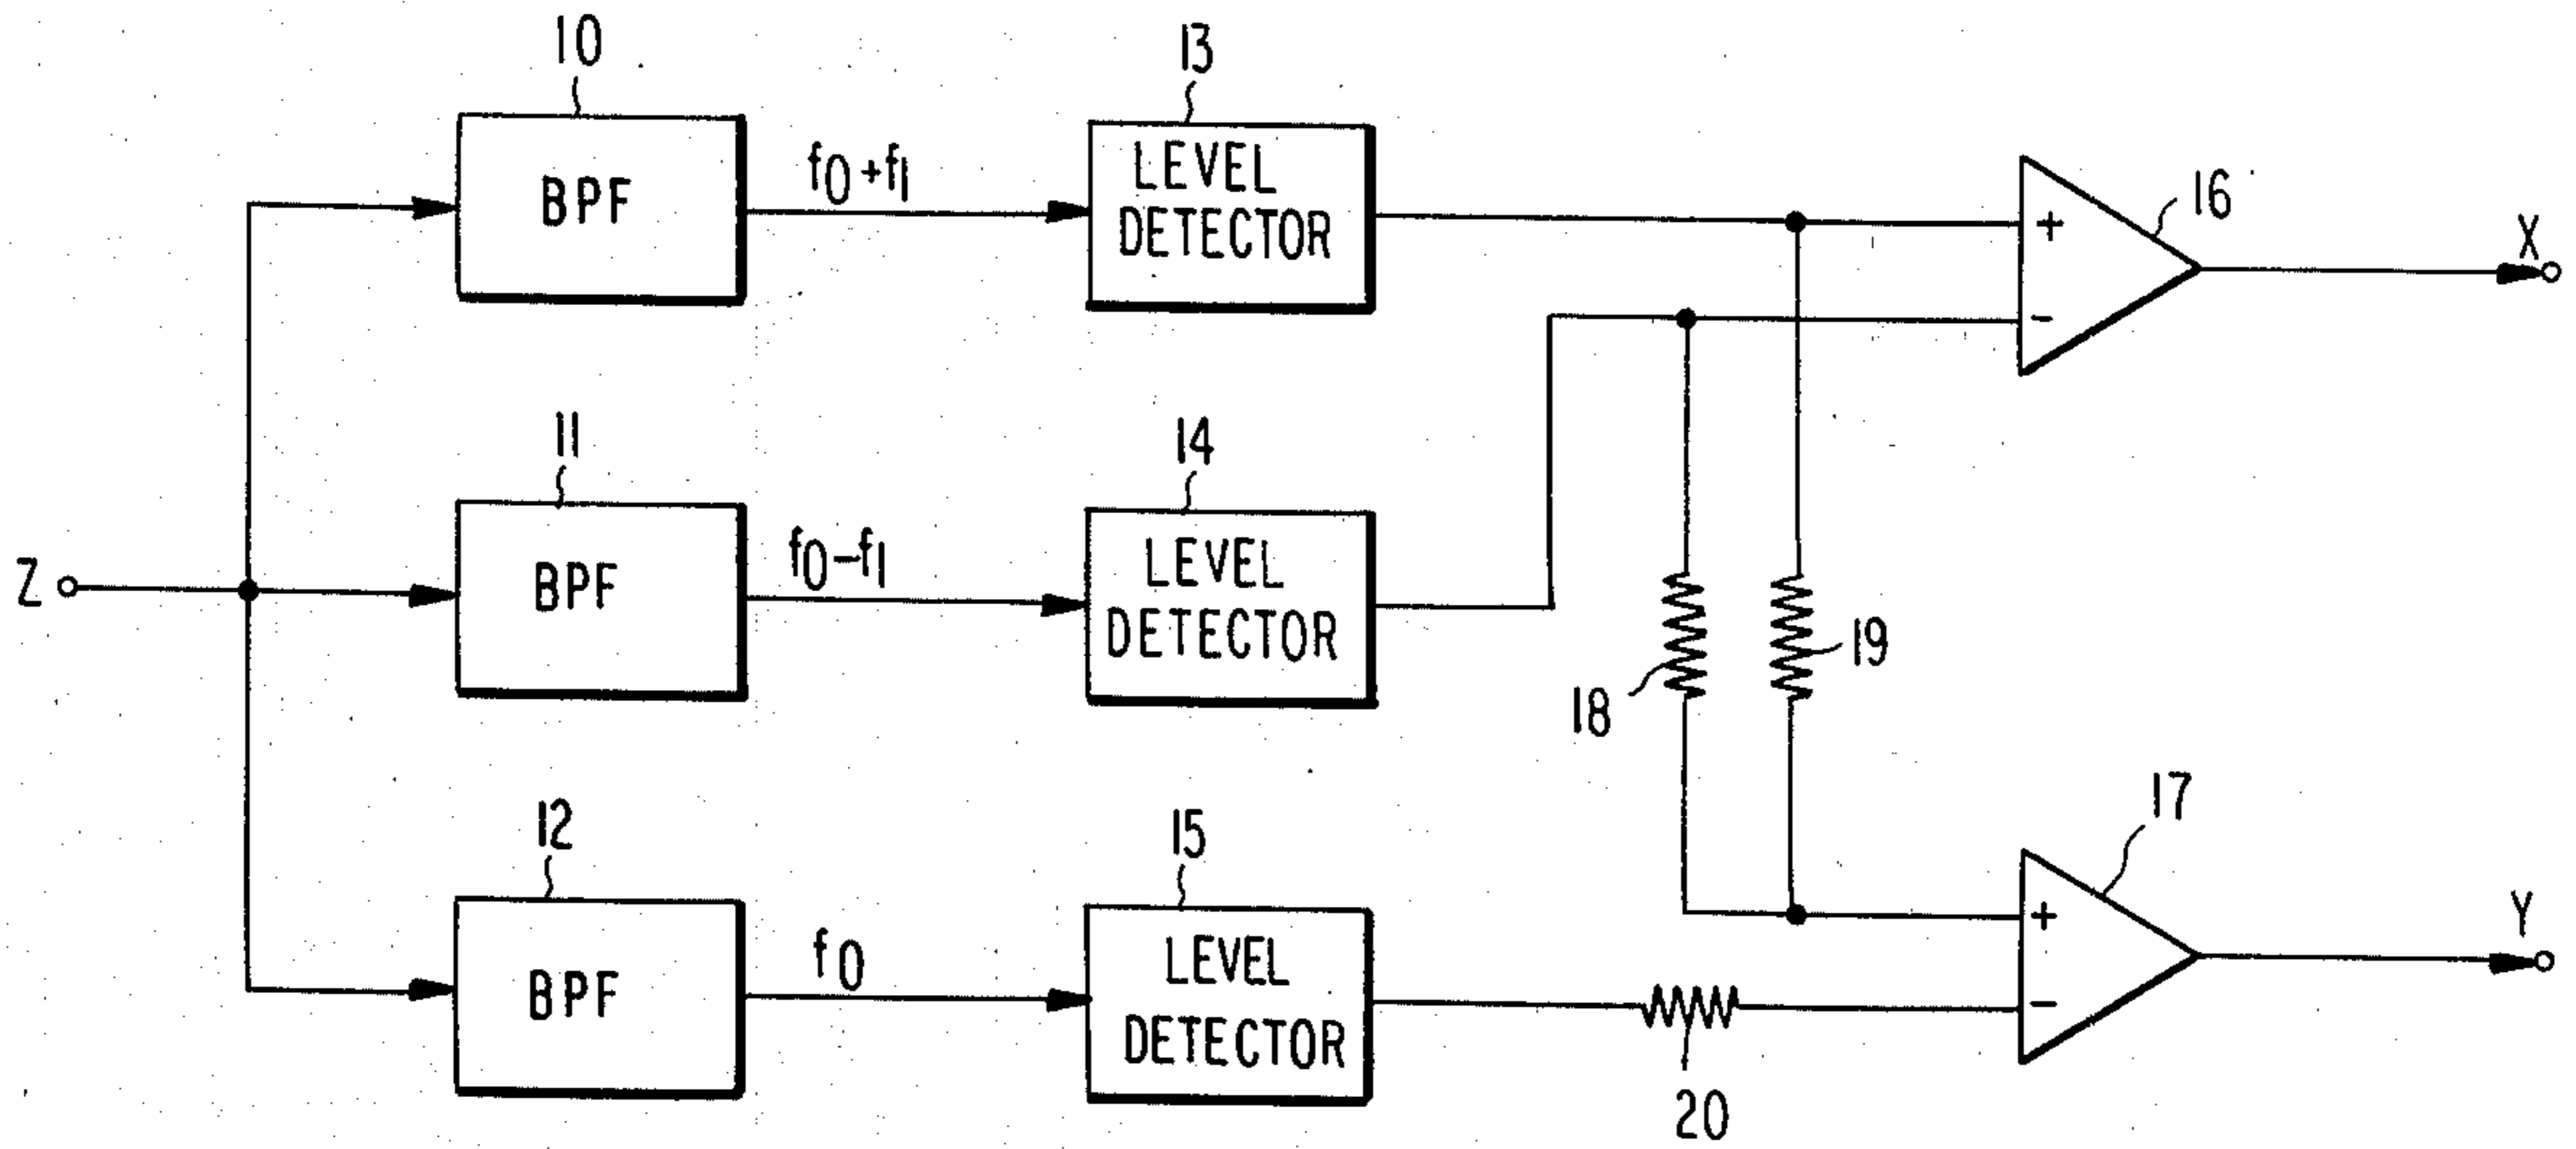 10
13
BPF
f0+f1
LEVEL
DETECTOR
+
-
16
X
11
14
Z
BPF
f0-f1
LEVEL
DETECTOR
18
19
12
15
17
BPF
f0
LEVEL
DETECTOR
+
-
Y
20